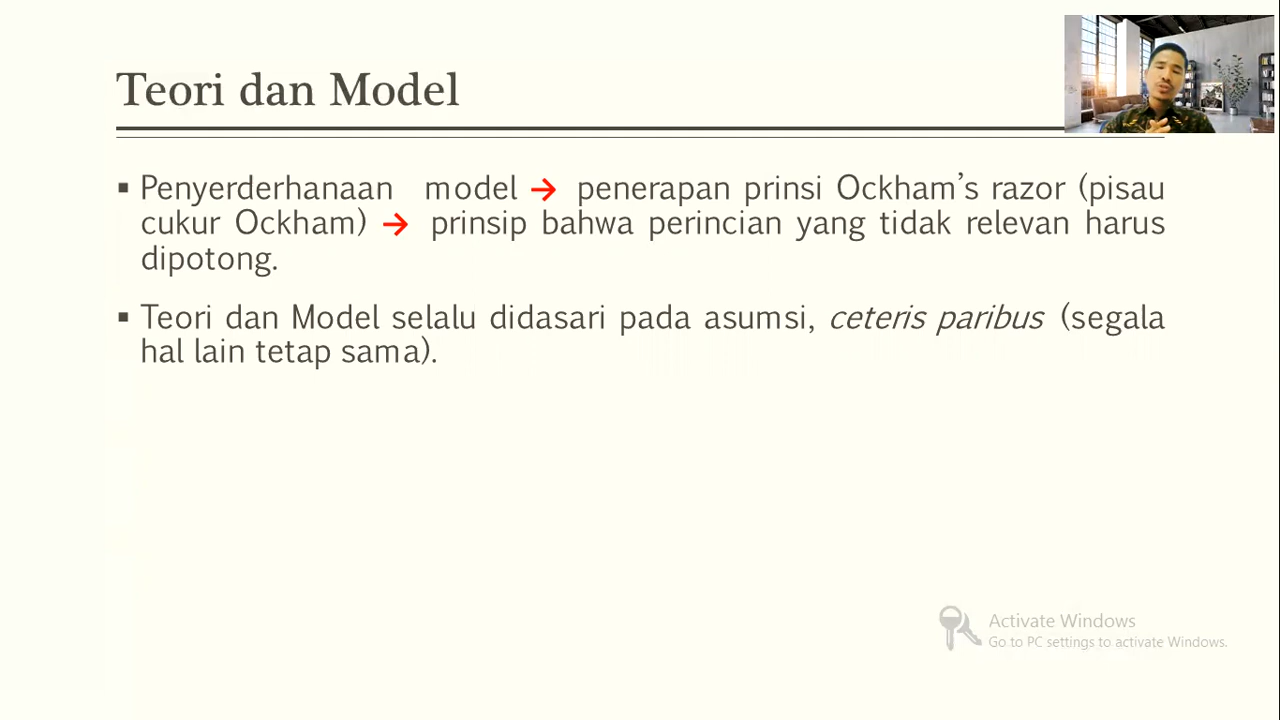 Teori dan Model
▪ Penyerderhanaan model → penerapan prinsi Ockham’s razor (pisau
cukur Ockham) → prinsip bahwa perincian yang tidak relevan harus
dipotong.
▪ Teori dan Model selalu didasari pada asumsi, ceteris paribus (segala
hal lain tetap sama).
Activate Windows
Go to PC settings to activate Windows.